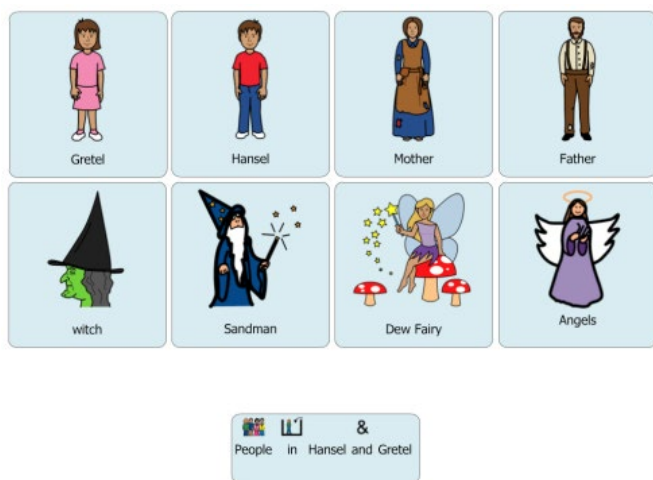 Gretel
Hansel
Mother
Father
witch
Sandman
Dew Fairy
Angels
&
People in Hansel and Gretel